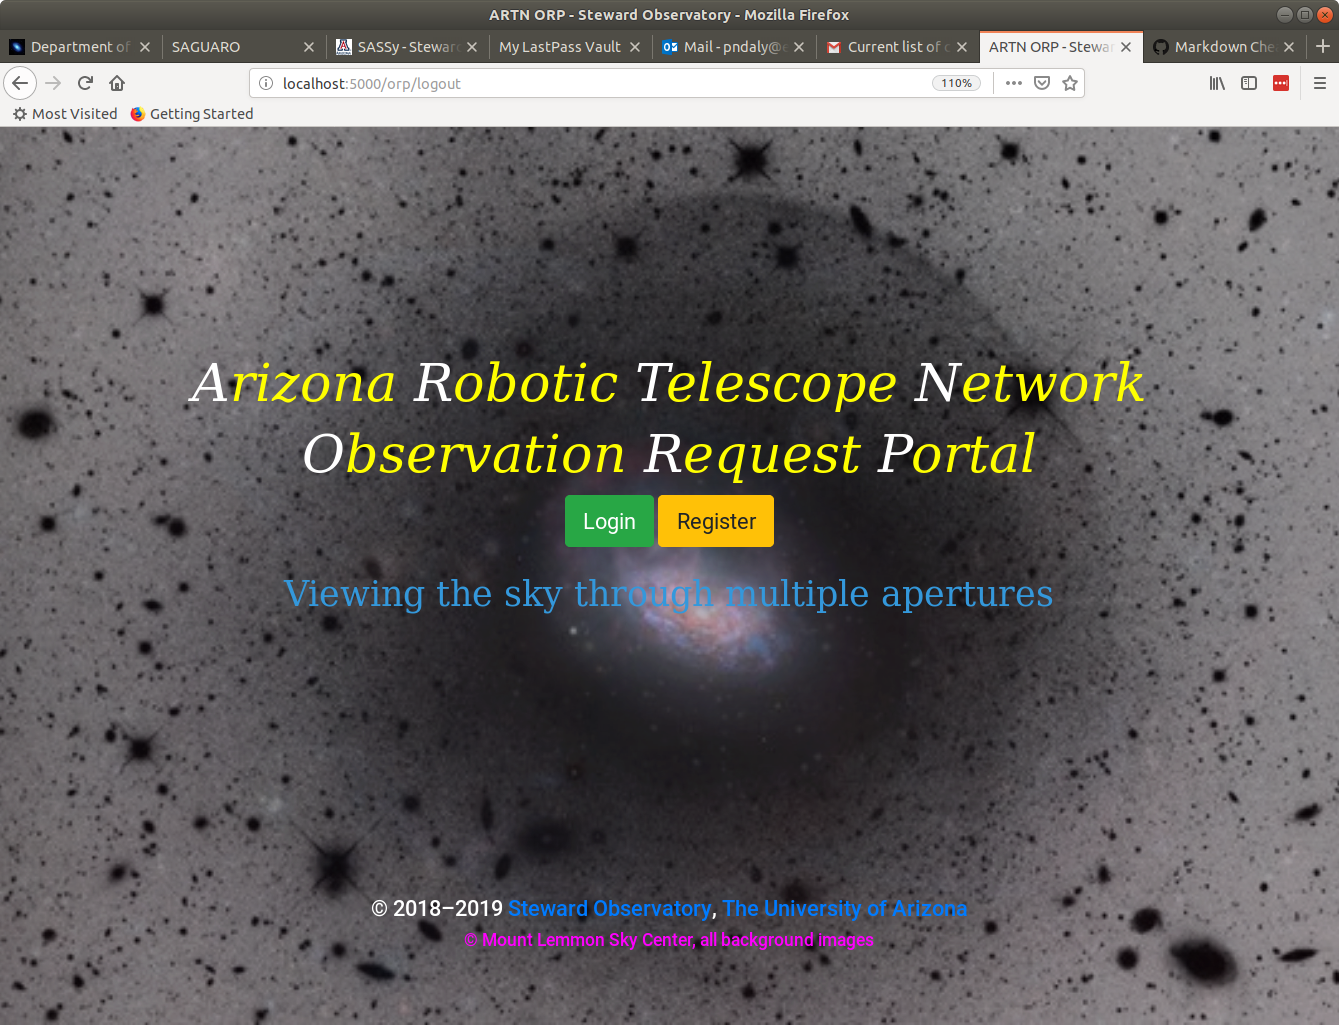 ARTN ORP - Steward Observatory - Mozilla Firefox
Department of
SAGUARO
SASSy - Stewar
My LastPass Vault
Mail - pndaly@
Current list of
ARTN ORP - Stewar
Markdown Che
localhost:5000/orp/logout
110%
Most Visited
Getting Started
Arizona Robotic Telescope Network
Observation Request Portal
Login Register
Viewing the sky through multiple apertures
© 2018–2019 Steward Observatory, The University of Arizona
© Mount Lemmon Sky Center, all background images